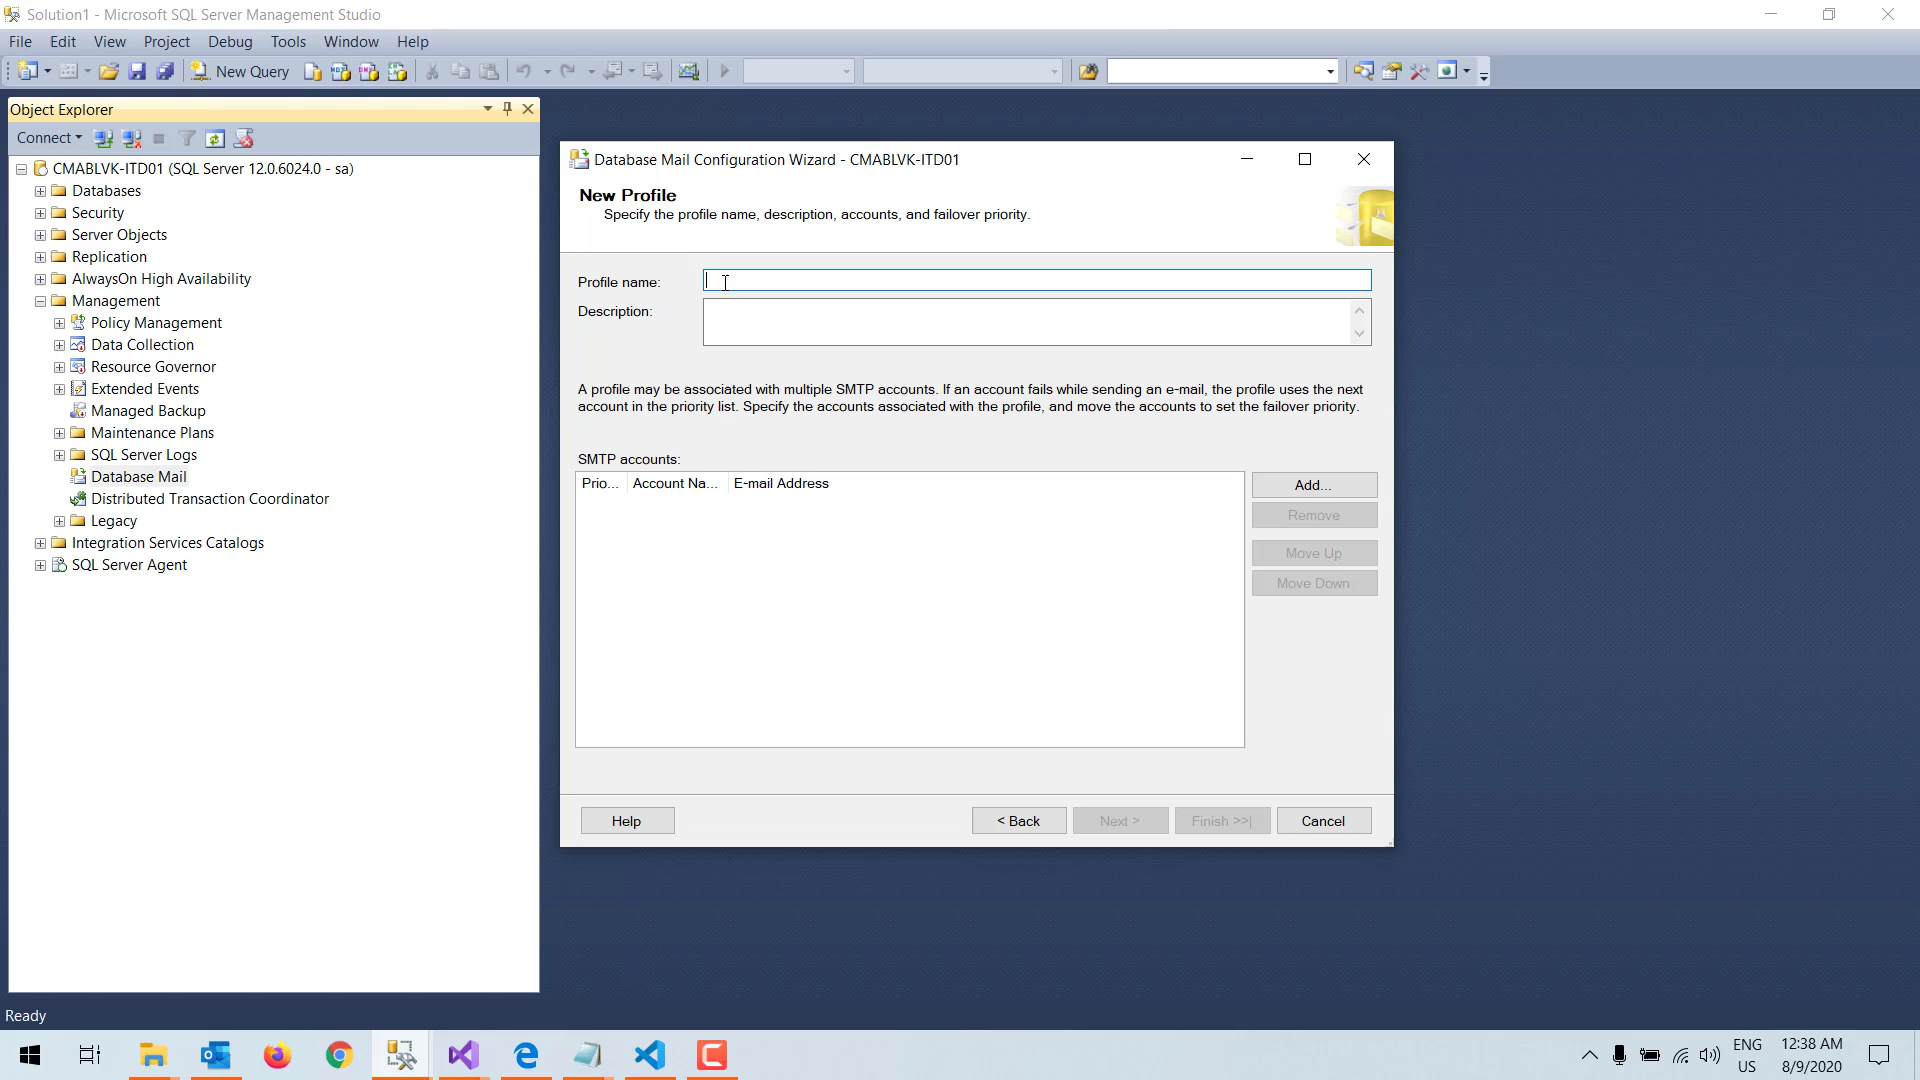 Solution1 - Microsoft SQL Server Management Studio
File Edit View Project Debug Tools Window Help
New Query
Object Explorer
Connect
CMABLVK-ITD01 (SQL Server 12.0.6024.0 - sa)
Databases
Security
Server Objects
Replication
AlwaysOn High Availability
Management
Policy Management
Data Collection
Resource Governor
Extended Events
Managed Backup
Maintenance Plans
SQL Server Logs
Database Mail
Distributed Transaction Coordinator
Legacy
Integration Services Catalogs
SQL Server Agent
Database Mail Configuration Wizard - CMABLVK-ITD01
New Profile
Specify the profile name, description, accounts, and failover priority.
Profile name:
Description:
A profile may be associated with multiple SMTP accounts. If an account fails while sending an e-mail, the profile uses the next
account in the priority list. Specify the accounts associated with the profile, and move the accounts to set the failover priority.
SMTP accounts:
Prio... Account Na... E-mail Address
Add...
Remove
Move Up
Move Down
Help < Back Next > Finish >>| Cancel
Ready
ENG 12:38 AM
US 8/9/2020